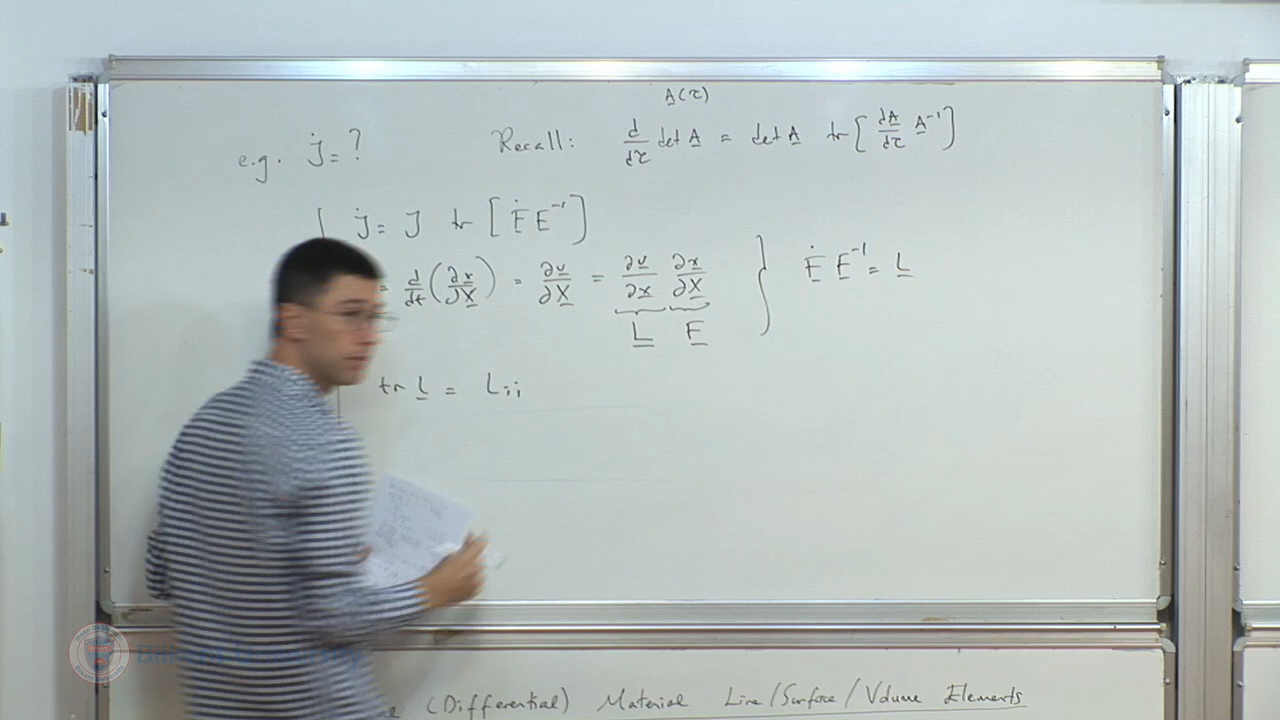 A(τ)
e.g. J̇ = ? Recall: d/dτ det A = det A tr [ dA/dτ A⁻¹ ]
J̇ = J tr [ Ḟ F⁻¹ ]
= d/dt ( ∂x/∂X ) = ∂v/∂X = ∂v/∂x ∂x/∂X } Ḟ F⁻¹ = L
L F
tr L = Lii
(Differential) Material Line/Surface/Volume Elements